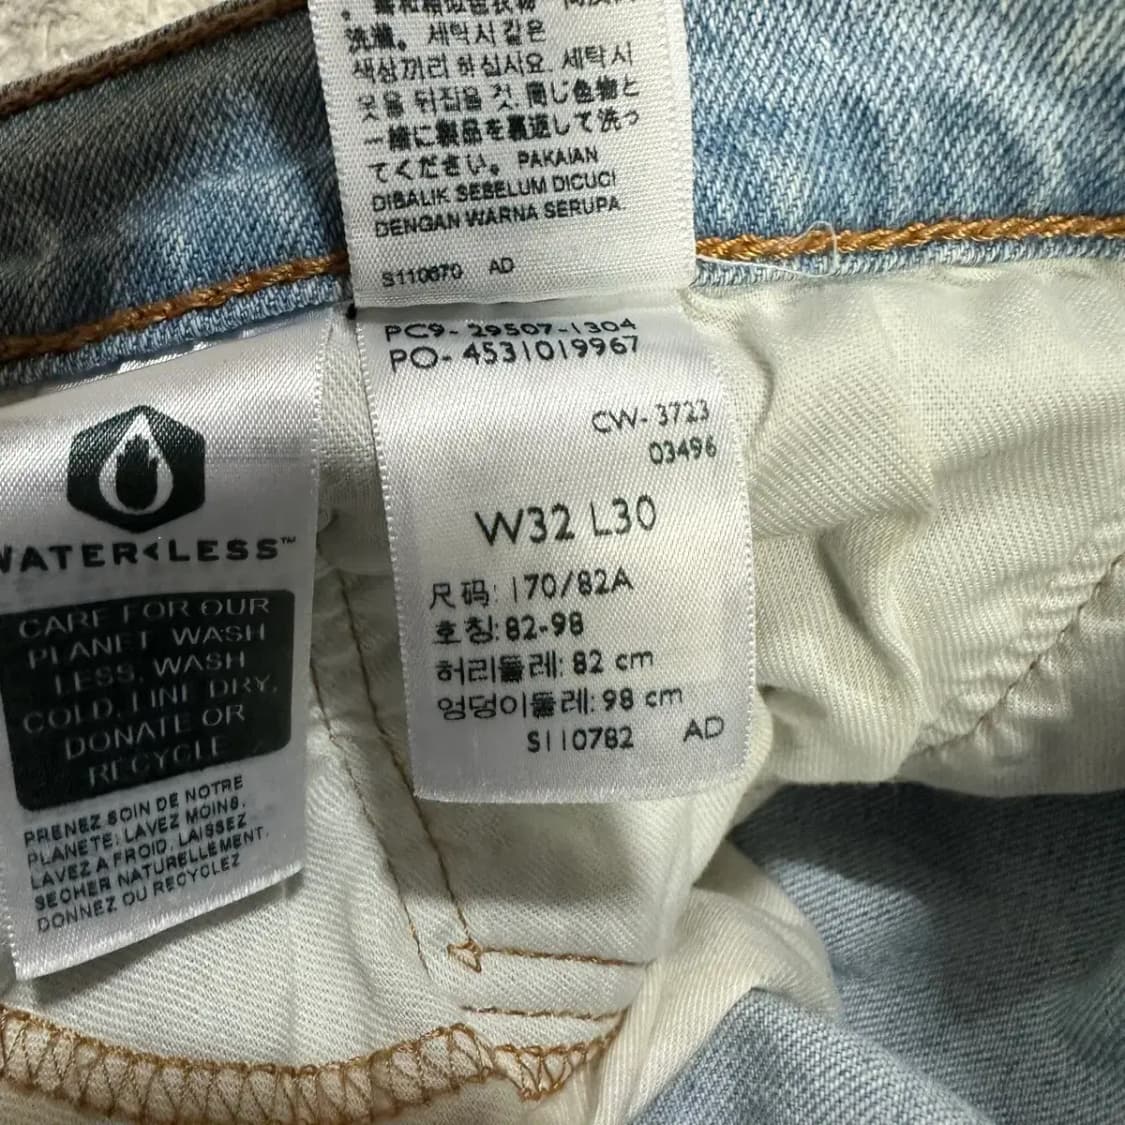 洗滌。 세탁시 같은
색상끼리 하십시요. 세탁시
옷을 뒤집을 것. 同じ色物と
一緒に製品を裏返して洗っ
てください。 PAKAIAN
DIBALIK SEBELUM DICUCI
DENGAN WARNA SERUPA
S110670 AD
PC9-29507-1304
PO-4531019967
CW-3723
03496
W32 L30
尺码: 170/82A
호칭: 82-98
허리둘레: 82 cm
엉덩이둘레: 98 cm
S110782 AD
WATER<LESS™
CARE FOR OUR
PLANET WASH
LESS, WASH
COLD, LINE DRY,
DONATE OR
RECYCLE
PRENEZ SOIN DE NOTRE
PLANETE: LAVEZ MOINS,
LAVEZ A FROID, LAISSEZ
SECHER NATURELLEMENT,
DONNEZ OU RECYCLEZ